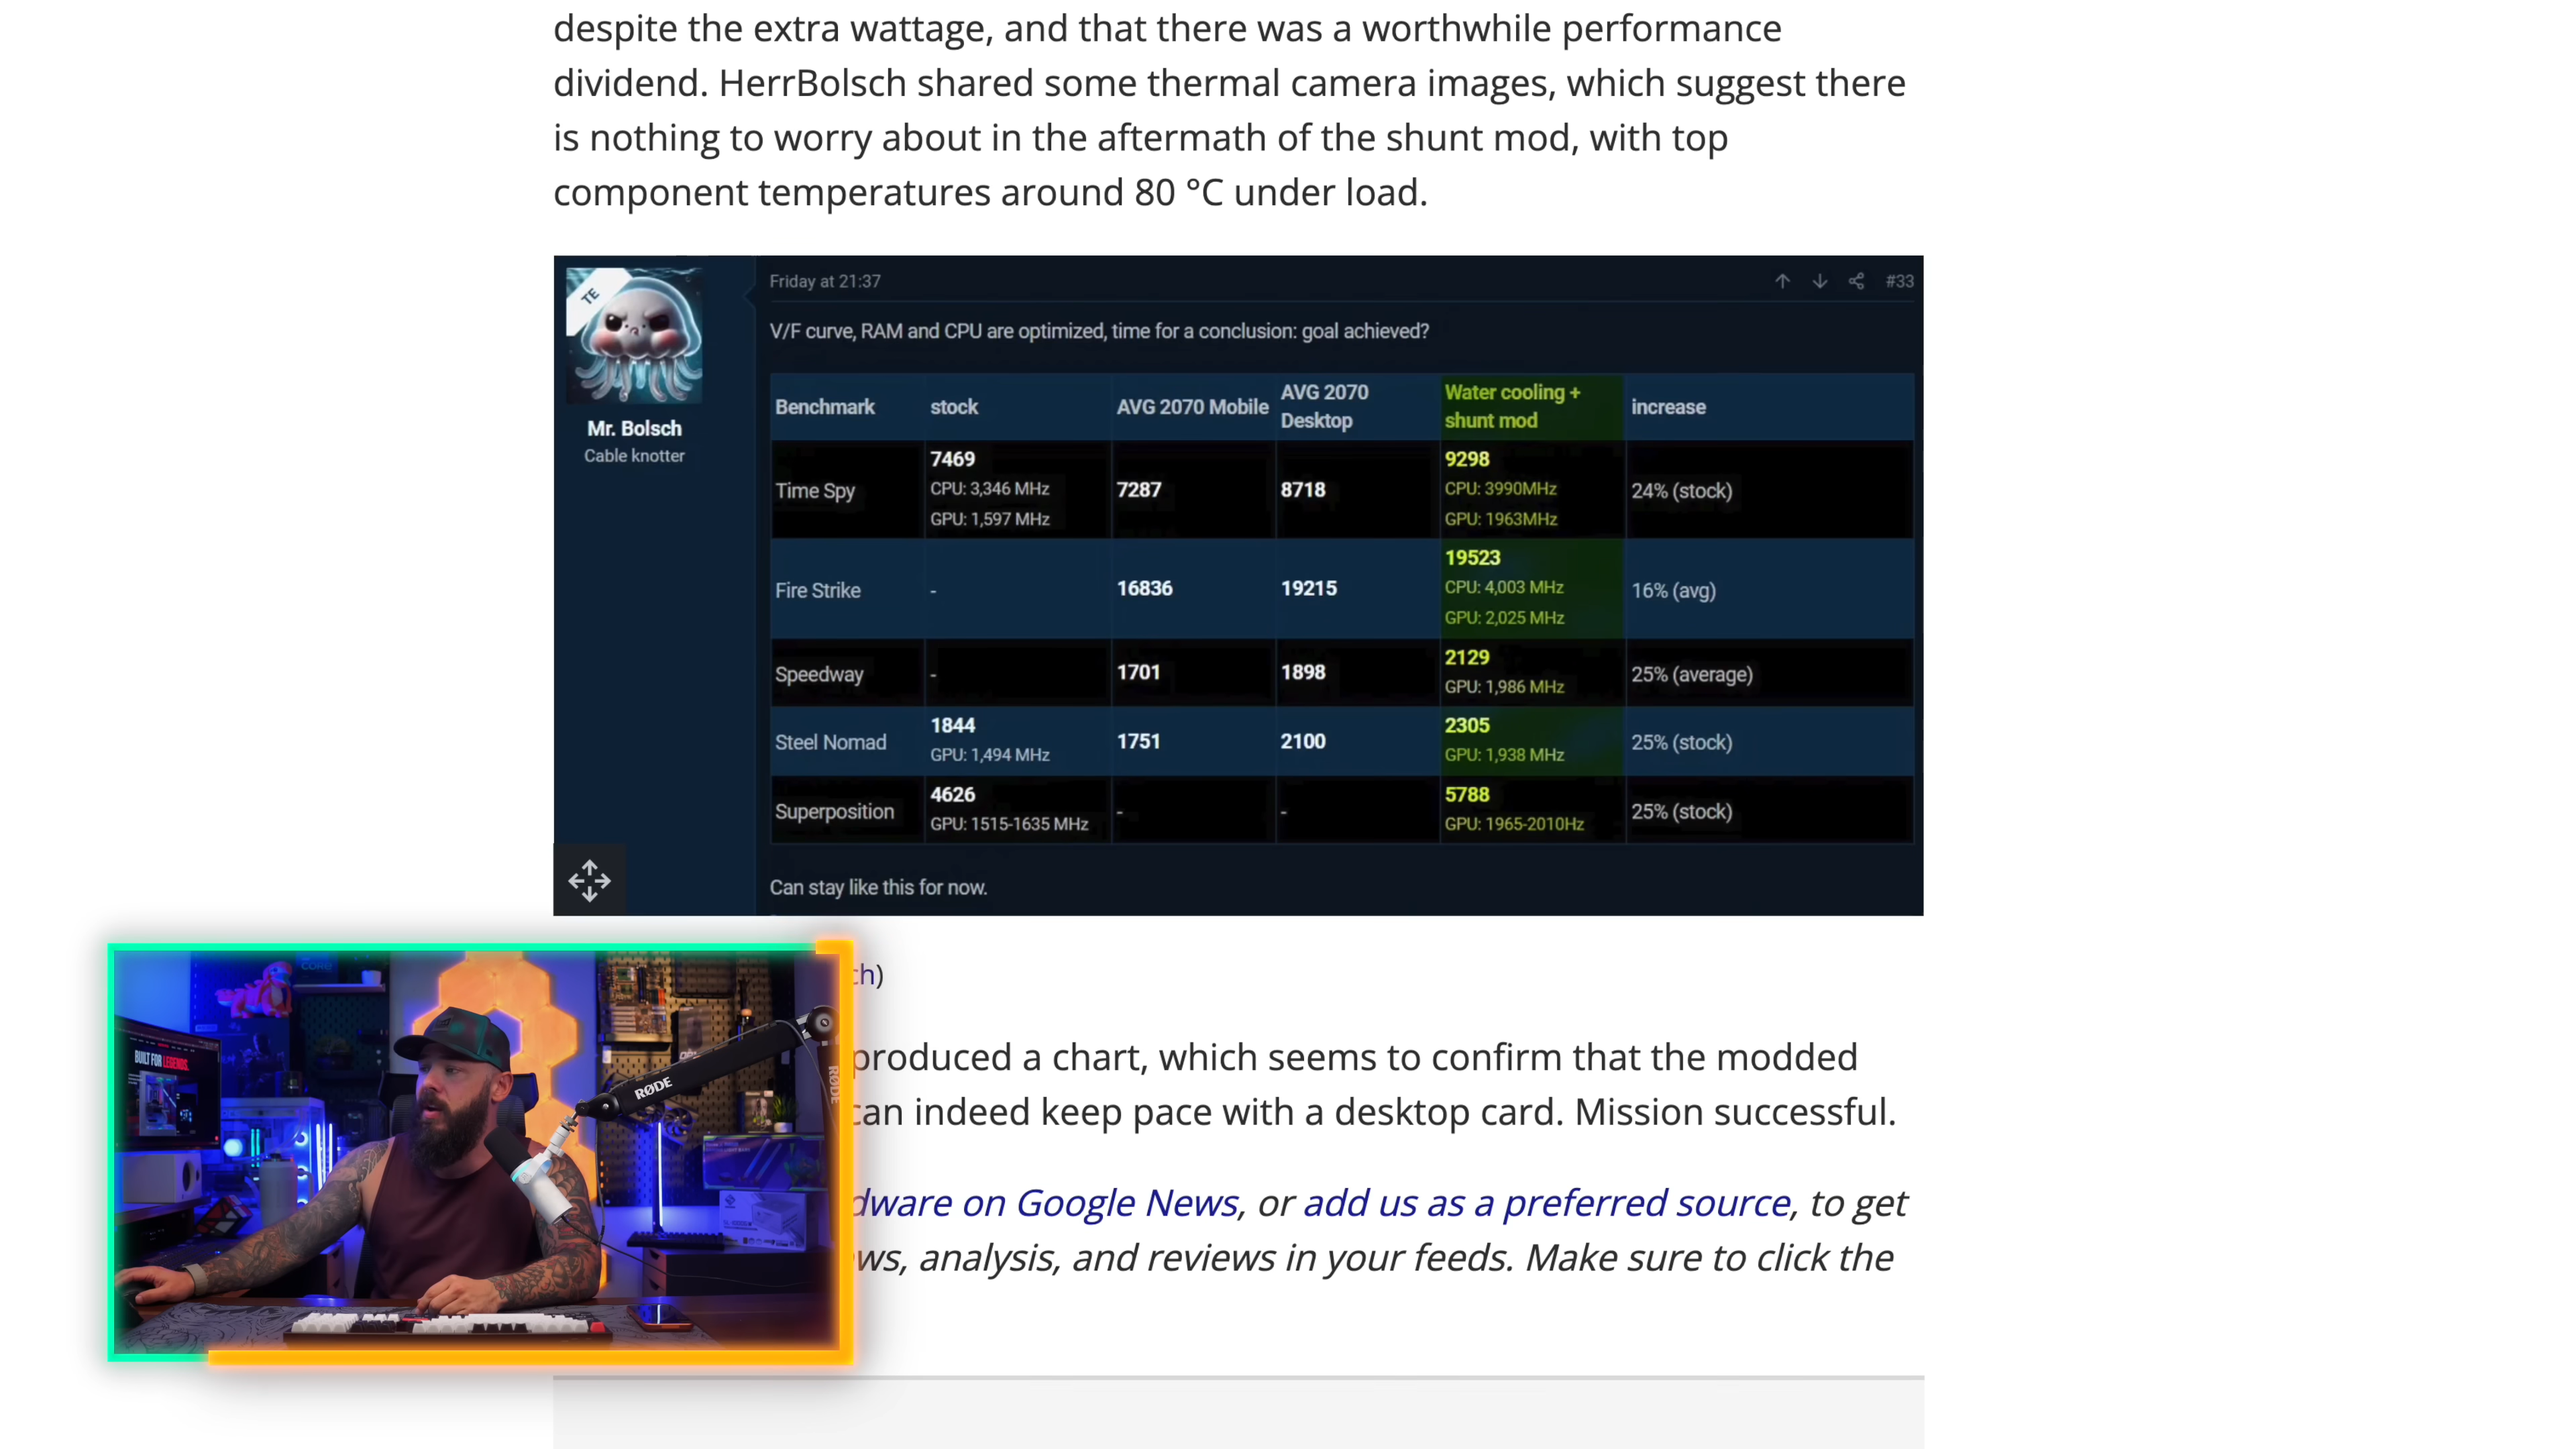 despite the extra wattage, and that there was a worthwhile performance
dividend. HerrBolsch shared some thermal camera images, which suggest there
is nothing to worry about in the aftermath of the shunt mod, with top
component temperatures around 80 °C under load.
TE
Mr. Bolsch
Cable knotter
Friday at 21:37
#33
V/F curve, RAM and CPU are optimized, time for a conclusion: goal achieved?
Benchmark stock AVG 2070 Mobile AVG 2070 Desktop Water cooling + shunt mod increase
Time Spy 7469 CPU: 3,346 MHz GPU: 1,597 MHz 7287 8718 9298 CPU: 3990MHz GPU: 1963MHz 24% (stock)
Fire Strike - 16836 19215 19523 CPU: 4,003 MHz GPU: 2,025 MHz 16% (avg)
Speedway - 1701 1898 2129 GPU: 1,986 MHz 25% (average)
Steel Nomad 1844 GPU: 1,494 MHz 1751 2100 2305 GPU: 1,938 MHz 25% (stock)
Superposition 4626 GPU: 1515-1635 MHz - - 5788 GPU: 1965-2010Hz 25% (stock)
Can stay like this for now.
ch)
produced a chart, which seems to confirm that the modded
can indeed keep pace with a desktop card. Mission successful.
dware on Google News, or add us as a preferred source, to get
ws, analysis, and reviews in your feeds. Make sure to click the
CORE
BUILT FOR LEGENDS.
RØDE
RØDE